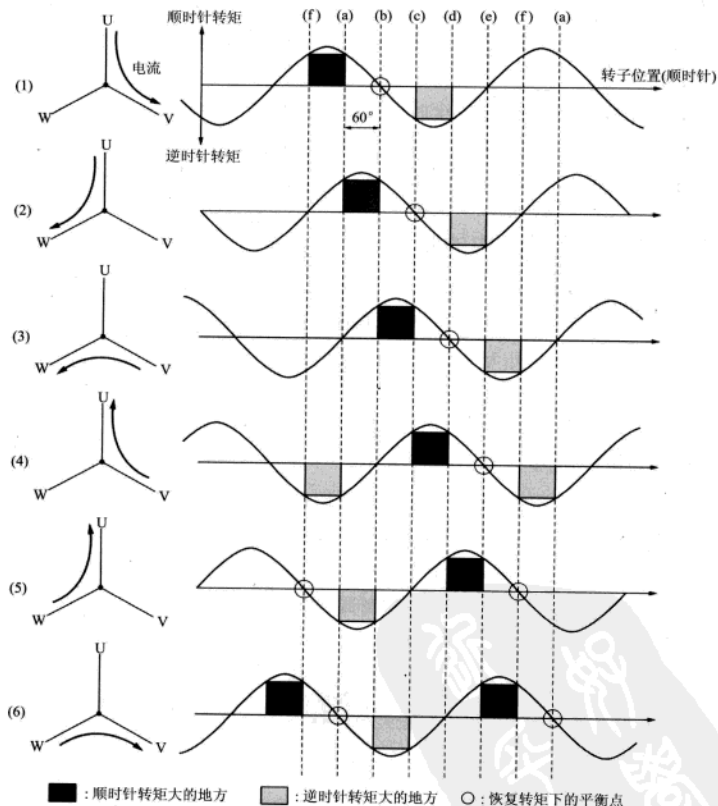 (f) (a) (b) (c) (d) (e) (f) (a)
顺时针转矩
(1)
U
电流
W
V
转子位置(顺时针)
60°
逆时针转矩
(2)
U
W
V
(3)
U
W
V
(4)
U
W
V
(5)
U
W
V
(6)
U
W
V
:顺时针转矩大的地方 :逆时针转矩大的地方 :恢复转矩下的平衡点